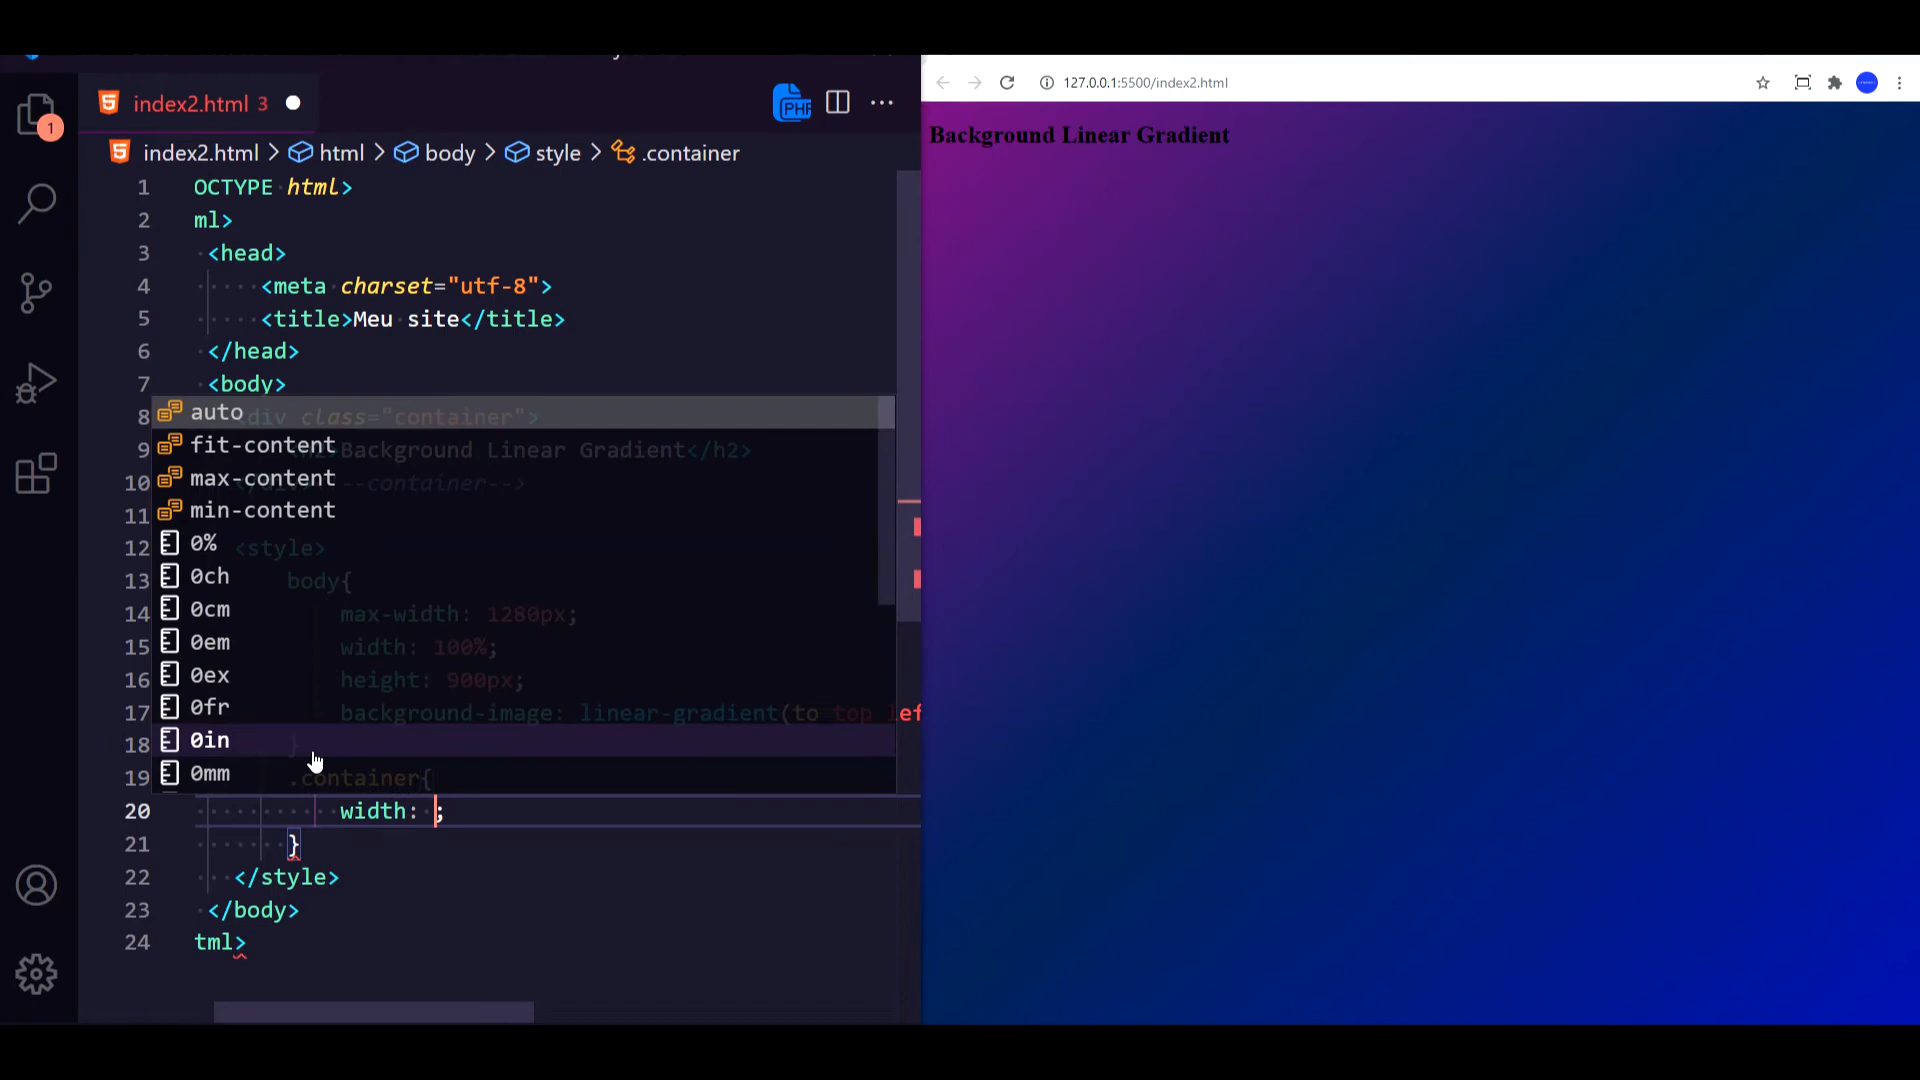 index2.html 3
PHP
127.0.0.1:5500/index2.html
index2.html > html > body > style > .container
1 OCTYPE html>
2 ml>
3 <head>
4 <meta charset="utf-8">
5 <title>Meu site</title>
6 </head>
7 <body>
8 <div class="container">
9 Background Linear Gradient</h2>
10 --container-->
11
12 <style>
13 body{
14 max-width: 1280px;
15 width: 100%;
16 height: 900px;
17 background-image: linear-gradient(to top lef
18 }
19 .container{
20 width: ;
21 }
22 </style>
23 </body>
24 tml>
auto
fit-content
max-content
min-content
0%
0ch
0cm
0em
0ex
0fr
0in
0mm
1
Background Linear Gradient